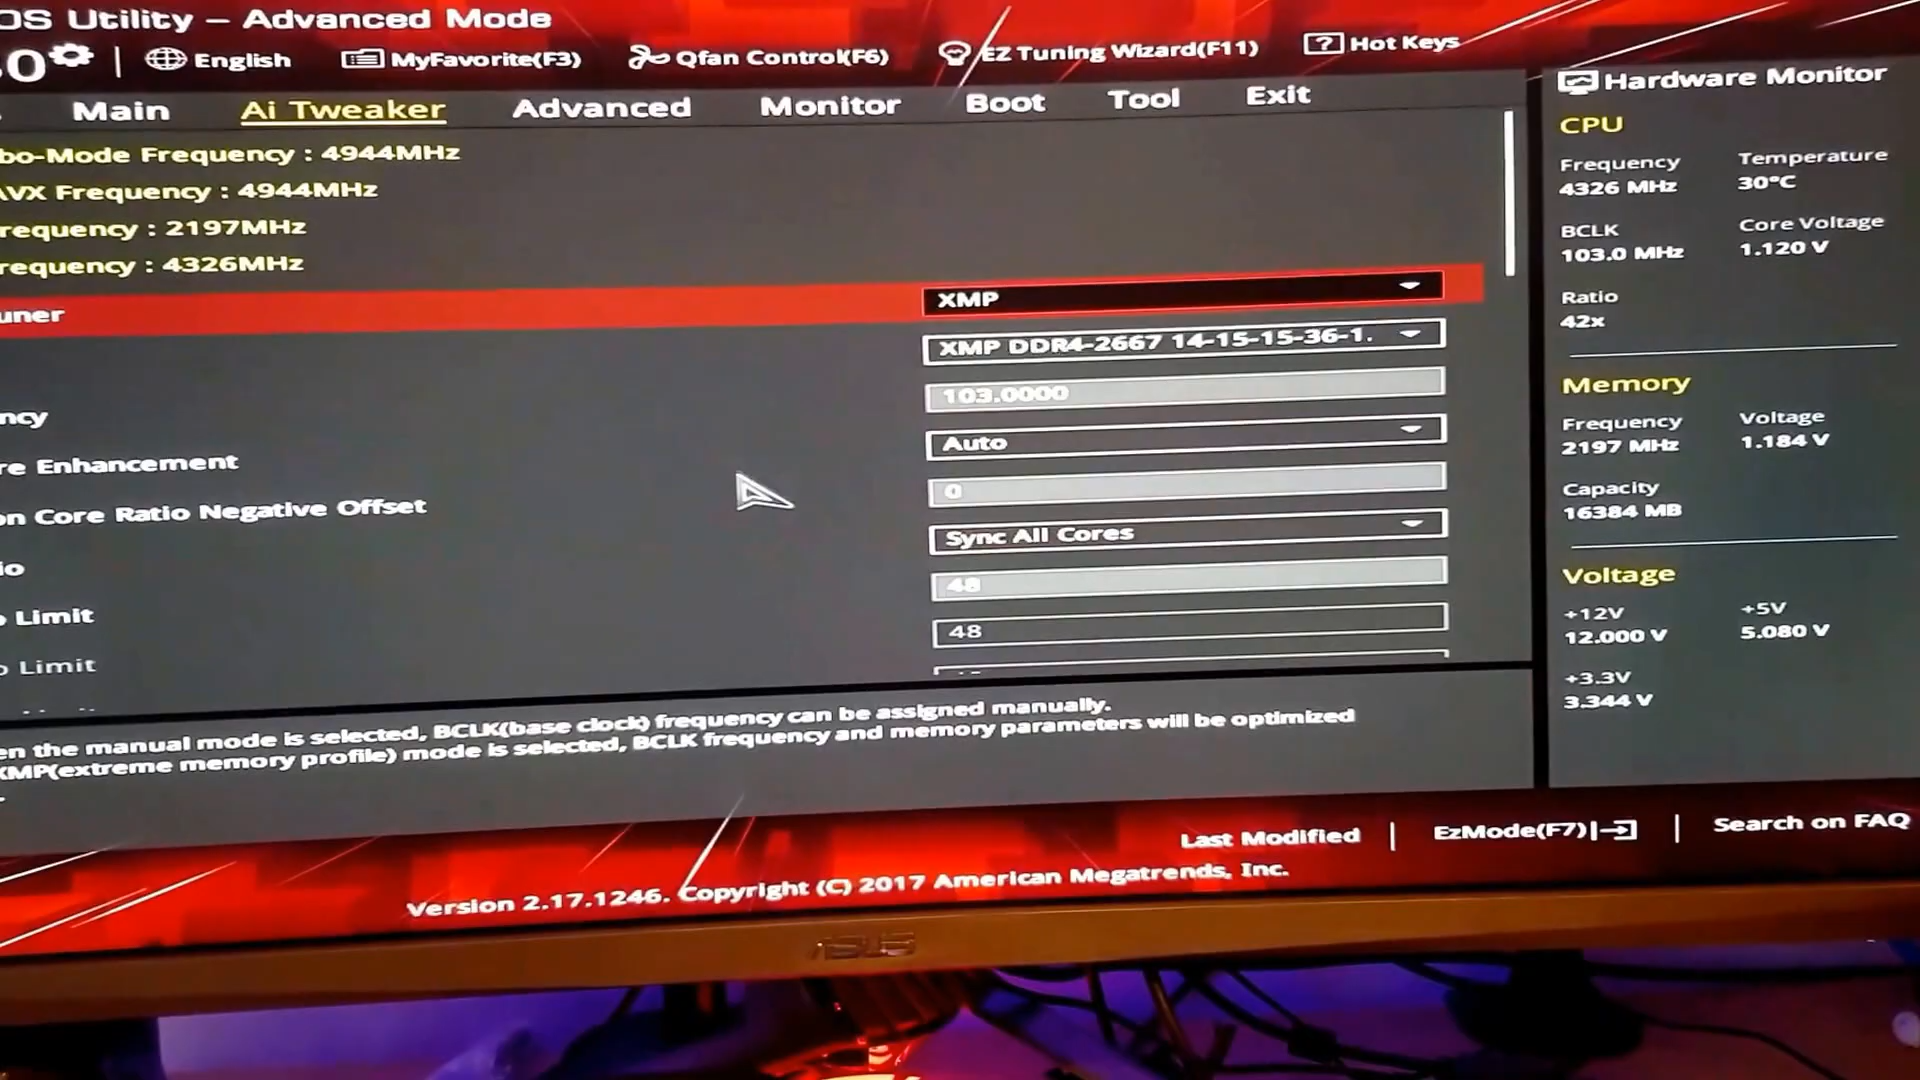 OS Utility – Advanced Mode
English
MyFavorite(F3)
Qfan Control(F6)
EZ Tuning Wizard(F11)
? Hot Keys
Main
Ai Tweaker
Advanced
Monitor
Boot
Tool
Exit
bo-Mode Frequency : 4944MHz
AVX Frequency : 4944MHz
requency : 2197MHz
requency : 4326MHz
uner
XMP
XMP DDR4-2667 14-15-15-36-1.
ncy
103.0000
re Enhancement
Auto
on Core Ratio Negative Offset
0
io
Sync All Cores
48
o Limit
48
o Limit
en the manual mode is selected, BCLK(base clock) frequency can be assigned manually.
XMP(extreme memory profile) mode is selected, BCLK frequency and memory parameters will be optimized
Hardware Monitor
CPU
Frequency
Temperature
4326 MHz
30°C
BCLK
Core Voltage
103.0 MHz
1.120 V
Ratio
42x
Memory
Frequency
Voltage
2197 MHz
1.184 V
Capacity
16384 MB
Voltage
+12V
+5V
12.000 V
5.080 V
+3.3V
3.344 V
Last Modified
EzMode(F7)
Search on FAQ
Version 2.17.1246. Copyright (C) 2017 American Megatrends, Inc.
ASUS